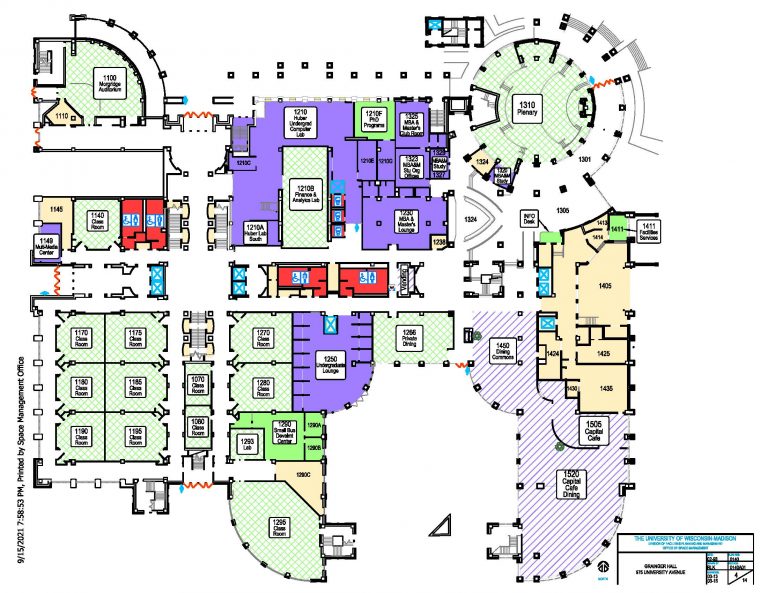 1100
Morgridge
Auditorium
1110
1210
Huber
Undergrad
Computer
Lab
1210F
PhD
Programs
1325
MBA &
Master's
Club Room
1310
Plenary
1210C
1210E
1210G
1323
MBA&M
Stu Org
Offices
MBA&M
Study
1327
1324
1301
1210B
Finance &
Analytics Lab
1145
1140
Class
Room
1149
Multi-Media
Center
1210A
Huber Lab
South
1230
MBA &
Master's
Lounge
1238
1324
INFO
Desk
1305
1413
1414
1411
1411
Facilities
Services
Vending
1405
1170
Class
Room
1175
Class
Room
1270
Class
Room
1250
Undergraduate
Lounge
1266
Private
Dining
1450
Dining
Commons
1424
1425
1180
Class
Room
1185
Class
Room
1070
Class
Room
1280
Class
Room
1430
1435
1190
Class
Room
1195
Class
Room
1080
Class
Room
1290
Small Bus
Devalmt
Center
1290A
1293
Lab
1290B
1505
Capital
Cafe
1290C
1520
Capital
Cafe
Dining
1295
Class
Room
9/15/2021 7:58:53 PM, Printed by Space Management Office
THE UNIVERSITY OF WISCONSIN-MADISON
OFFICE OF SPACE MANAGEMENT
GRAINGER HALL
975 UNIVERSITY AVENUE
NORTH
0140
4
14